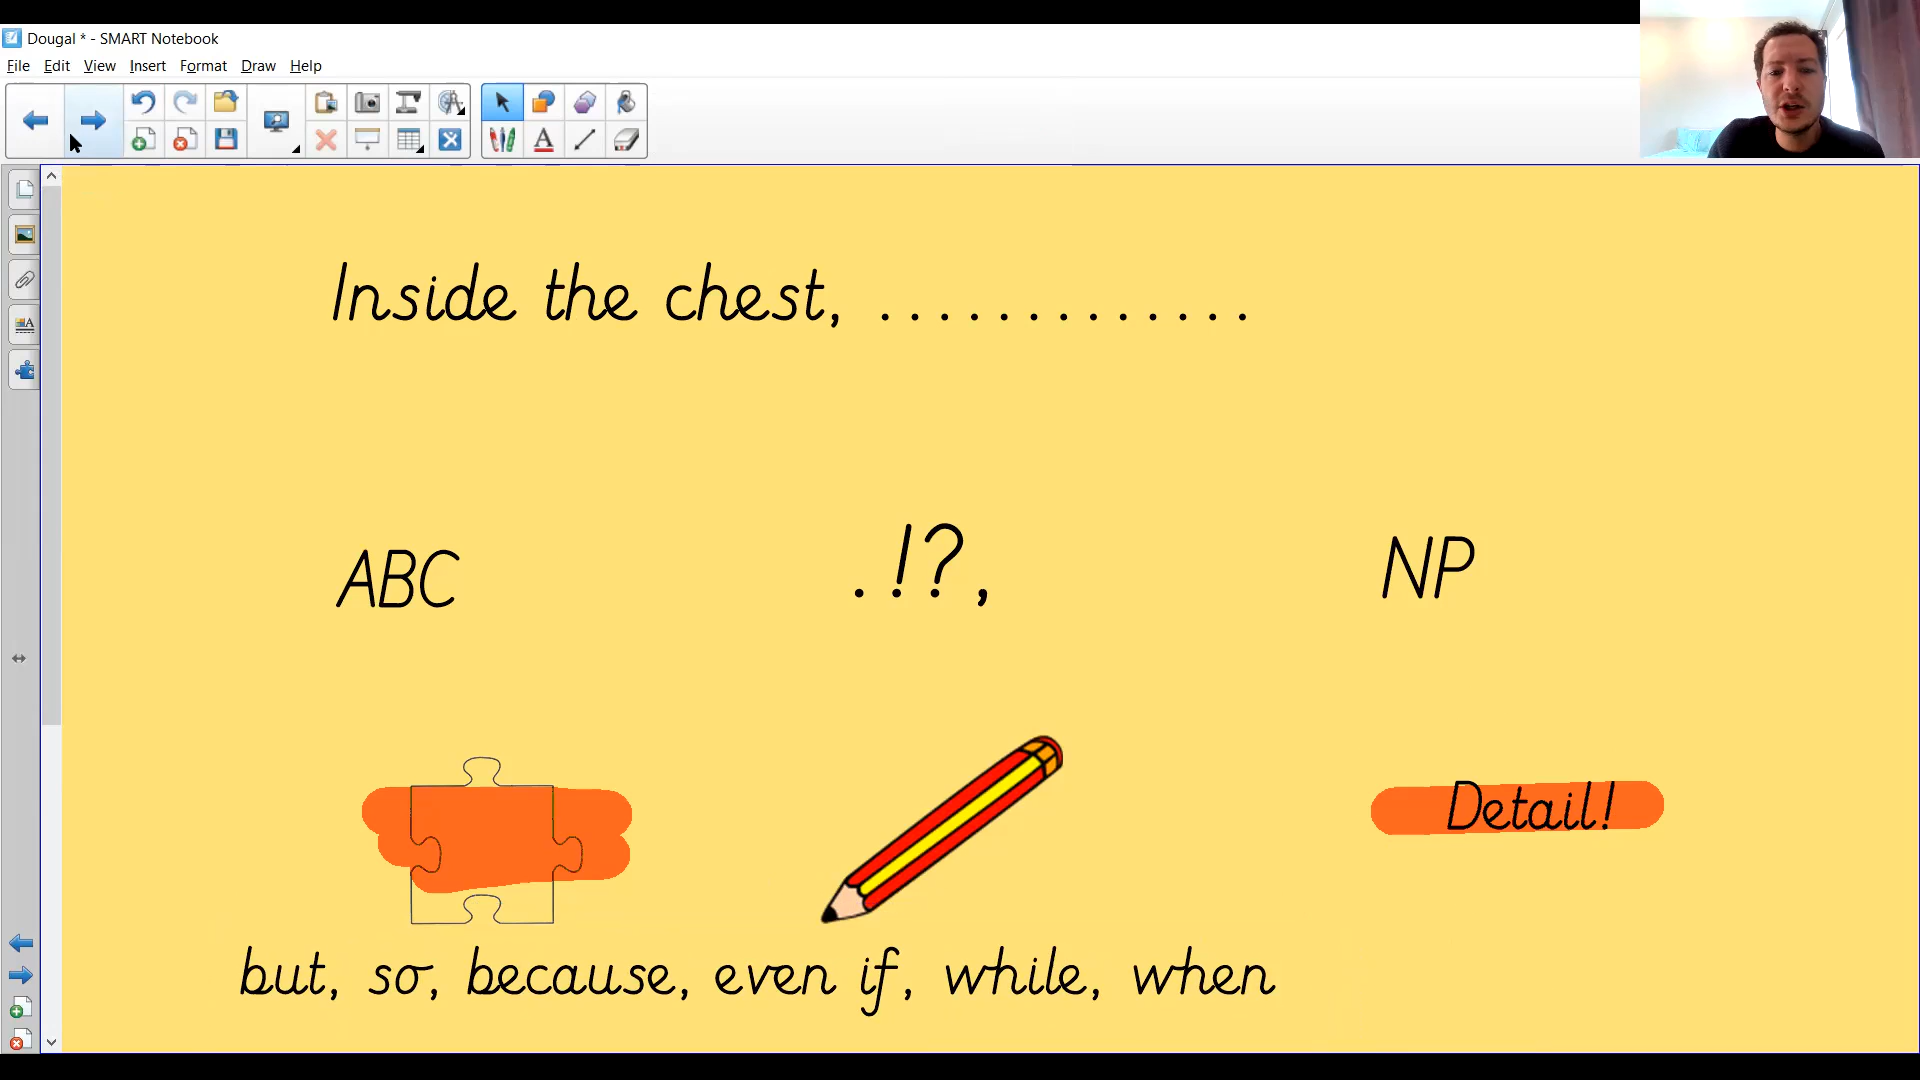 Dougal * - SMART Notebook
File Edit View Insert Format Draw Help
Inside the chest, . . . . . . . . . . . . .
ABC .!?, NP
Detail!
but, so, because, even if, while, when